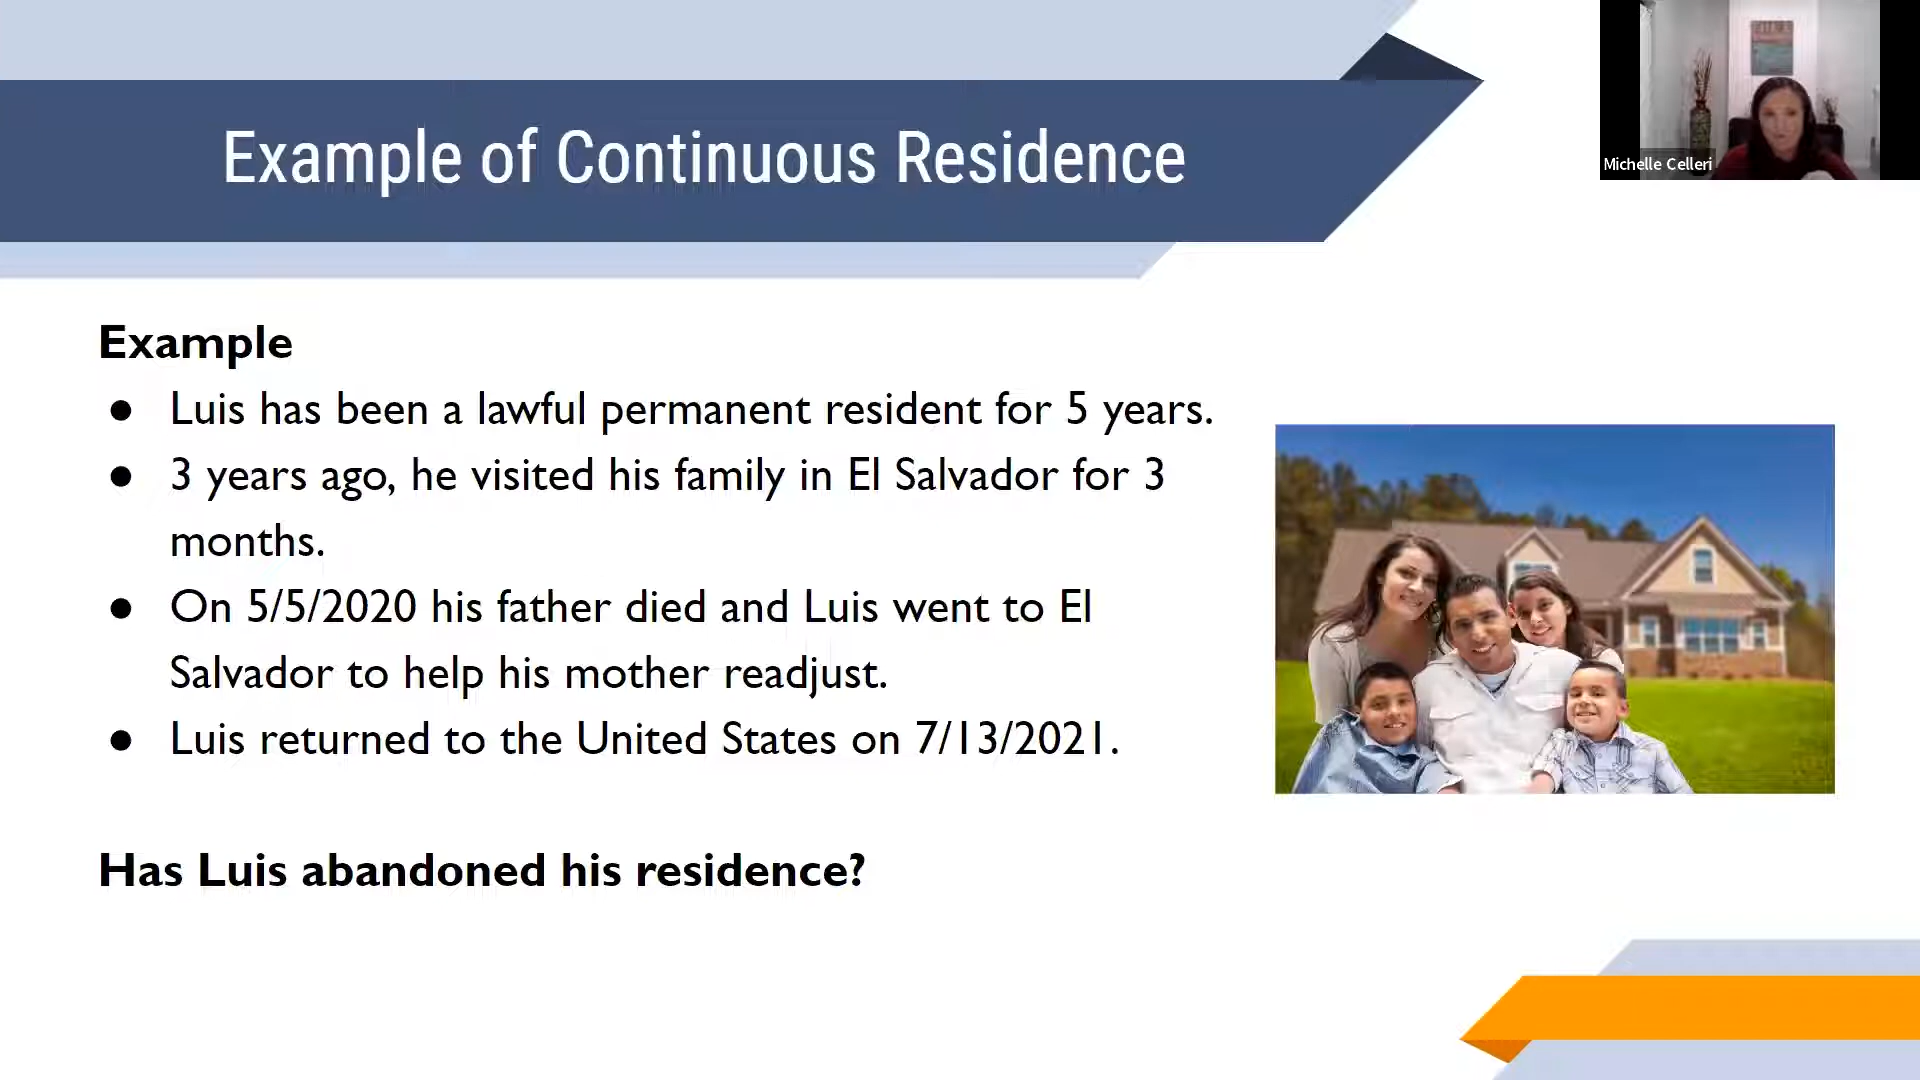 Example of Continuous Residence
Michelle Celleri
Example
● Luis has been a lawful permanent resident for 5 years.
● 3 years ago, he visited his family in El Salvador for 3
months.
● On 5/5/2020 his father died and Luis went to El
Salvador to help his mother readjust.
● Luis returned to the United States on 7/13/2021.
Has Luis abandoned his residence?